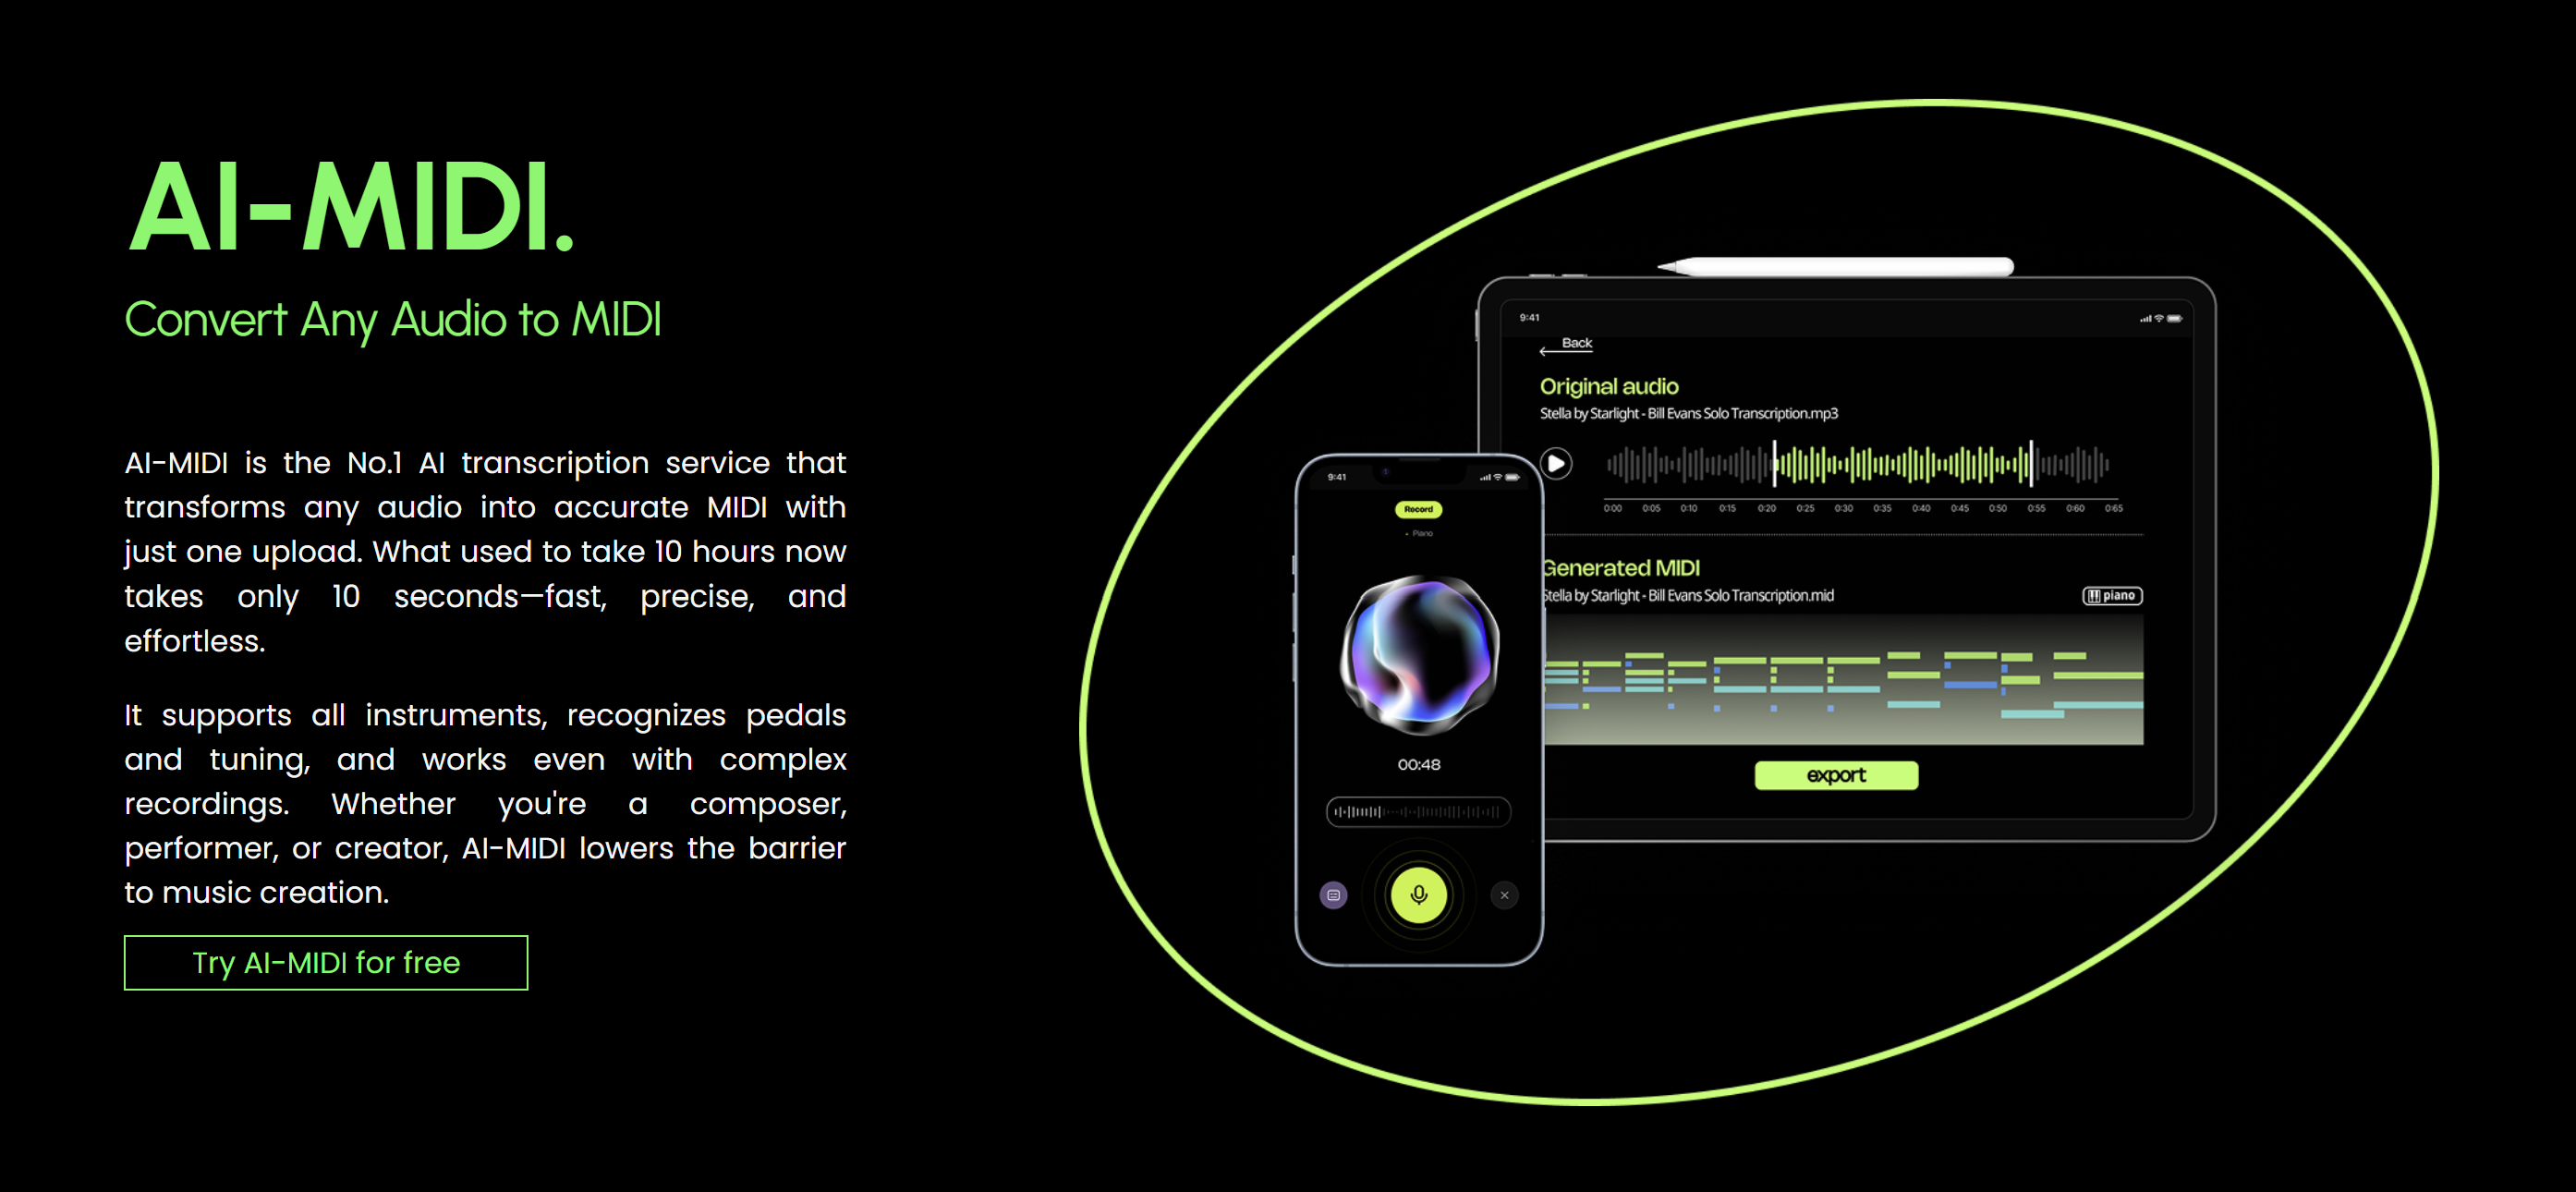 AI-MIDI.
Convert Any Audio to MIDI
AI-MIDI is the No.1 AI transcription service that
transforms any audio into accurate MIDI with
just one upload. What used to take 10 hours now
takes only 10 seconds—fast, precise, and
effortless.
It supports all instruments, recognizes pedals
and tuning, and works even with complex
recordings. Whether you're a composer,
performer, or creator, AI-MIDI lowers the barrier
to music creation.
Try AI-MIDI for free
9:41
Back
Original audio
Stella by Starlight - Bill Evans Solo Transcription.mp3
0:00 0:05 0:10 0:15 0:20 0:25 0:30 0:35 0:40 0:45 0:50 0:55 0:60 0:65
Generated MIDI
Stella by Starlight - Bill Evans Solo Transcription.mid
piano
export
9:41
Record
Piano
00:48